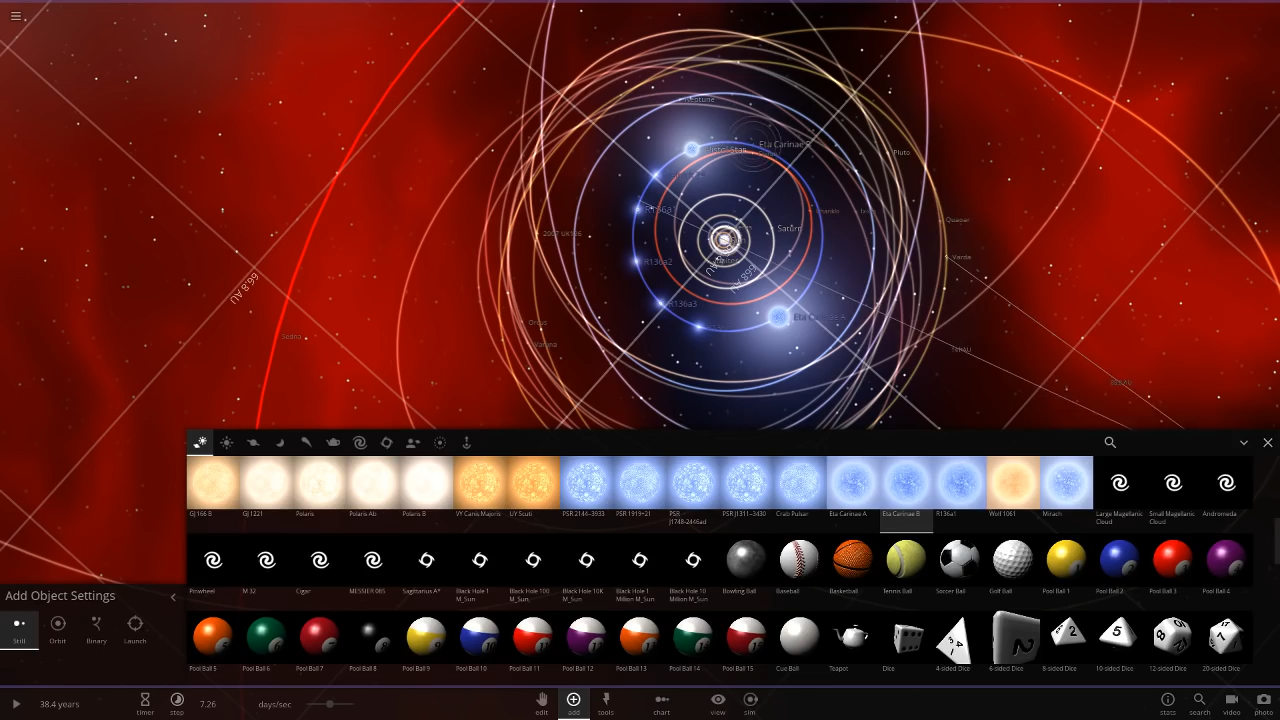 Neptune
Pistol Star
Eta Carinae B
Pluto
R136a1
2007 UK126
Saturn
Quaoar
Varda
R136a2
69.8 AU
R136a3
Eta Carinae A
Orcus
Varuna
Sedna
Add Object Settings
Still
Orbit
Binary
Launch
GJ 166 B
GJ 1221
Polaris
Polaris Ab
Polaris B
VY Canis Majoris
UY Scuti
PSR 2144-3933
PSR 1919+21
PSR
J1748-2446ad
PSR J1311-3430
Crab Pulsar
Eta Carinae A
Eta Carinae B
R136a1
Wolf 1061
Mirach
Large Magellanic
Cloud
Small Magellanic
Cloud
Andromeda
Pinwheel
M 32
Cigar
MESSIER 065
Sagittarius A*
Black Hole 1
M_Sun
Black Hole 100
M_Sun
Black Hole 10K
M_Sun
Black Hole 1
Million M_Sun
Black Hole 10
Million M_Sun
Bowling Ball
Baseball
Basketball
Tennis Ball
Soccer Ball
Golf Ball
Pool Ball 1
Pool Ball 2
Pool Ball 3
Pool Ball 4
Pool Ball 5
Pool Ball 6
Pool Ball 7
Pool Ball 8
Pool Ball 9
Pool Ball 10
Pool Ball 11
Pool Ball 12
Pool Ball 13
Pool Ball 14
Pool Ball 15
Cue Ball
Teapot
Dice
4-sided Dice
6-sided Dice
8-sided Dice
10-sided Dice
12-sided Dice
20-sided Dice
38.4 years
timer
step
7.26
days/sec
edit
add
tools
chart
view
sim
stats
search
video
photo